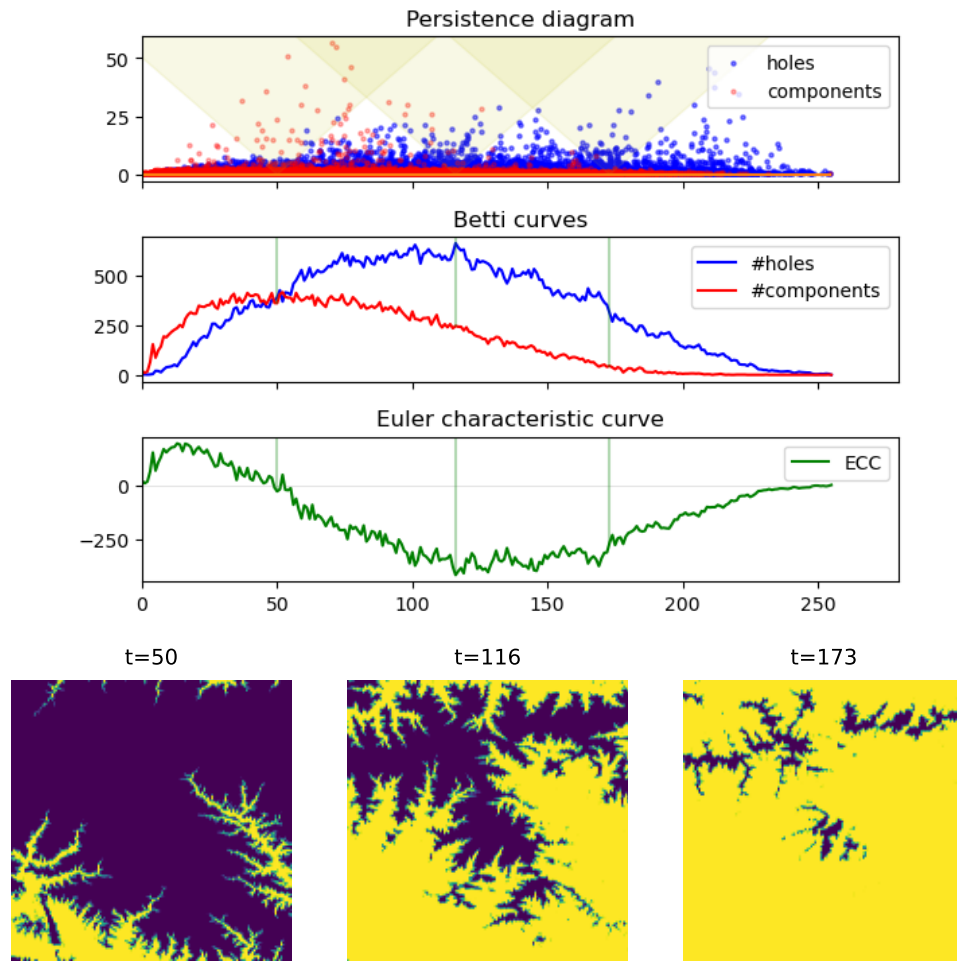 Persistence diagram
50
25
0
holes
components
Betti curves
500
250
0
#holes
#components
Euler characteristic curve
0
−250
ECC
0 50 100 150 200 250
t=50 t=116 t=173